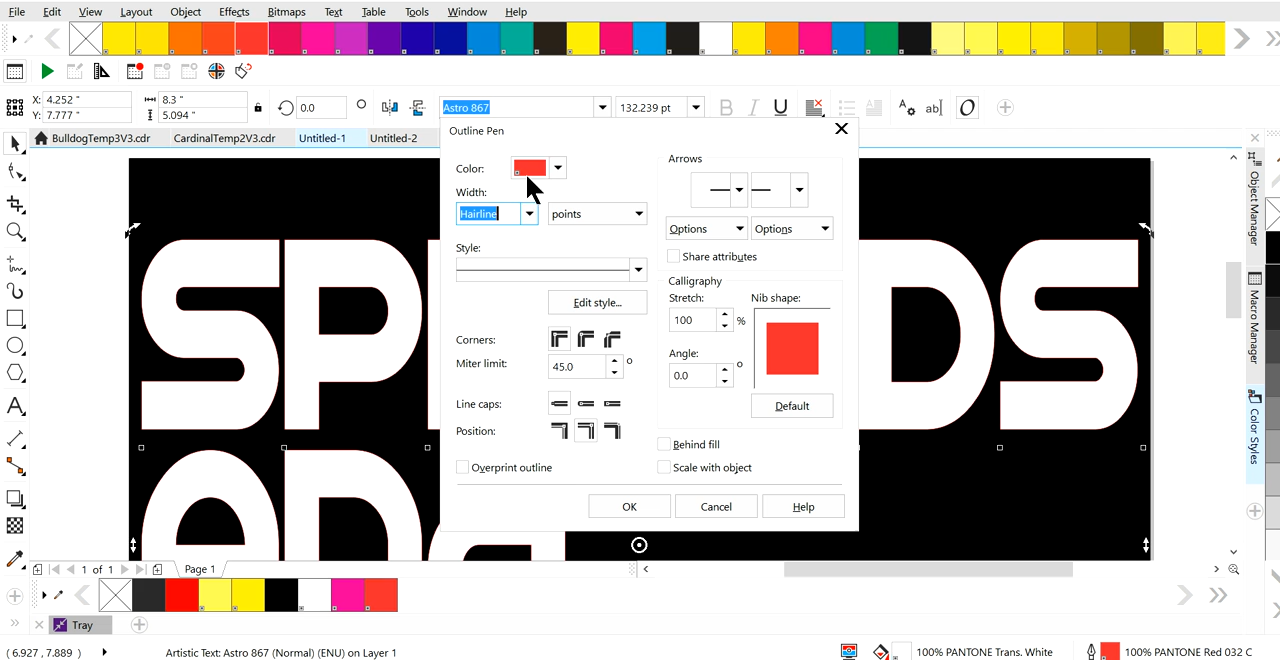 File Edit View Layout Object Effects Bitmaps Text Table Tools Window Help
X: 4.252 " 8.3 " 0.0 Astro 867 132.239 pt B I U ab O
Y: 7.777 " 5.094 "
BulldogTemp3V3.cdr CardinalTemp2V3.cdr Untitled-1 Untitled-2
Outline Pen
Color:
Width:
Hairline points
Style:
Edit style...
Corners:
Miter limit: 45.0 °
Line caps:
Position:
Overprint outline
Arrows
Options Options
Share attributes
Calligraphy
Stretch: Nib shape:
100 %
Angle:
0.0 °
Default
Behind fill
Scale with object
OK Cancel Help
SP DS
Object Manager
Macro Manager
Color Styles
1 of 1 Page 1
Tray
( 6.927 , 7.889 ) Artistic Text: Astro 867 (Normal) (ENU) on Layer 1 100% PANTONE Trans. White 100% PANTONE Red 032 C